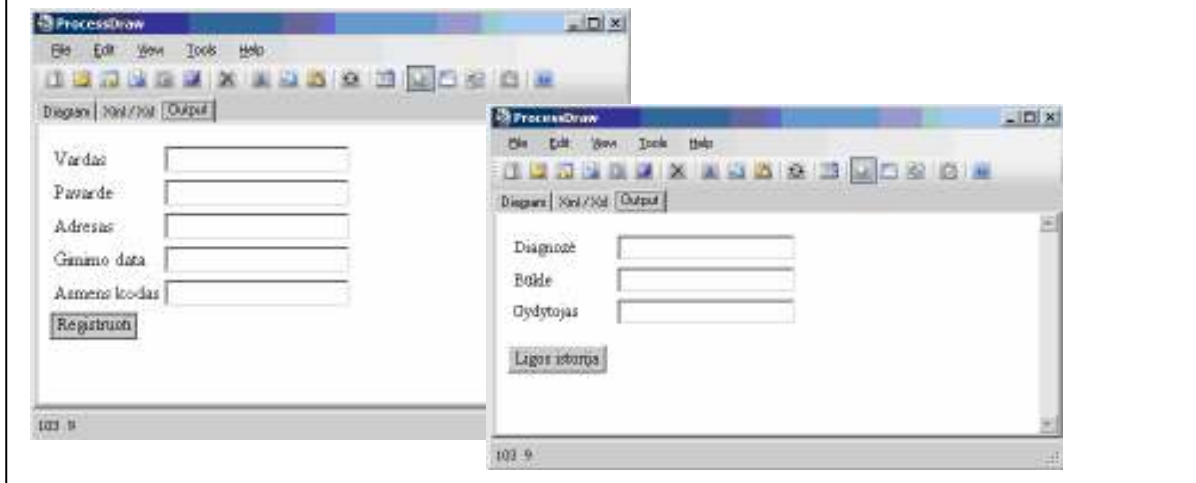 ProcessDraw
File Edit View Tools Help
Diagram Xml/Xsl Output
Vardas
Pavarde
Adresas
Gimimo data
Asmens kodas
Registruoti
103 9
ProcessDraw
File Edit View Tools Help
Diagram Xml/Xsl Output
Diagnozė
Būkle
Gydytojas
Ligos istorija
103 9